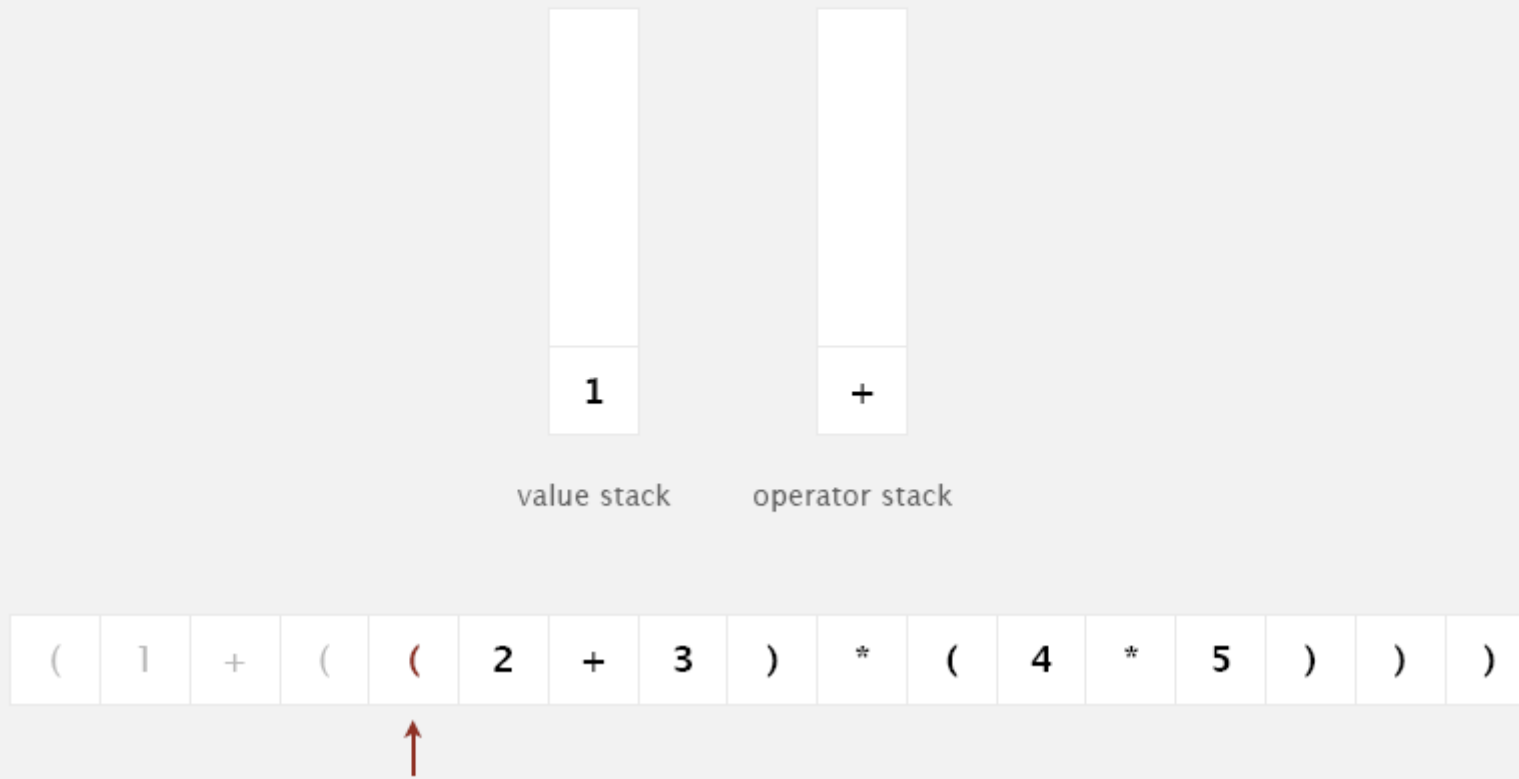 1 +
value stack operator stack
( 1 + ( ( 2 + 3 ) * ( 4 * 5 ) ) )